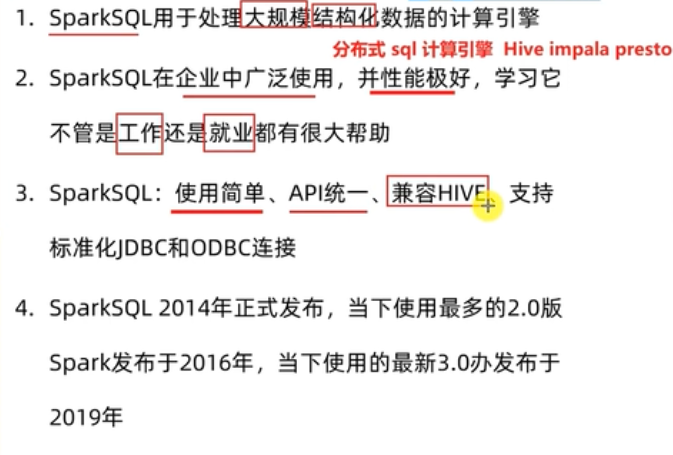 1. SparkSQL用于处理大规模结构化数据的计算引擎
分布式 sql 计算引擎 Hive impala presto
2. SparkSQL在企业中广泛使用，并性能极好，学习它
不管是工作还是就业都有很大帮助
3. SparkSQL：使用简单、API统一、兼容HIVE、支持
标准化JDBC和ODBC连接
4. SparkSQL 2014年正式发布，当下使用最多的2.0版
Spark发布于2016年，当下使用的最新3.0办发布于
2019年